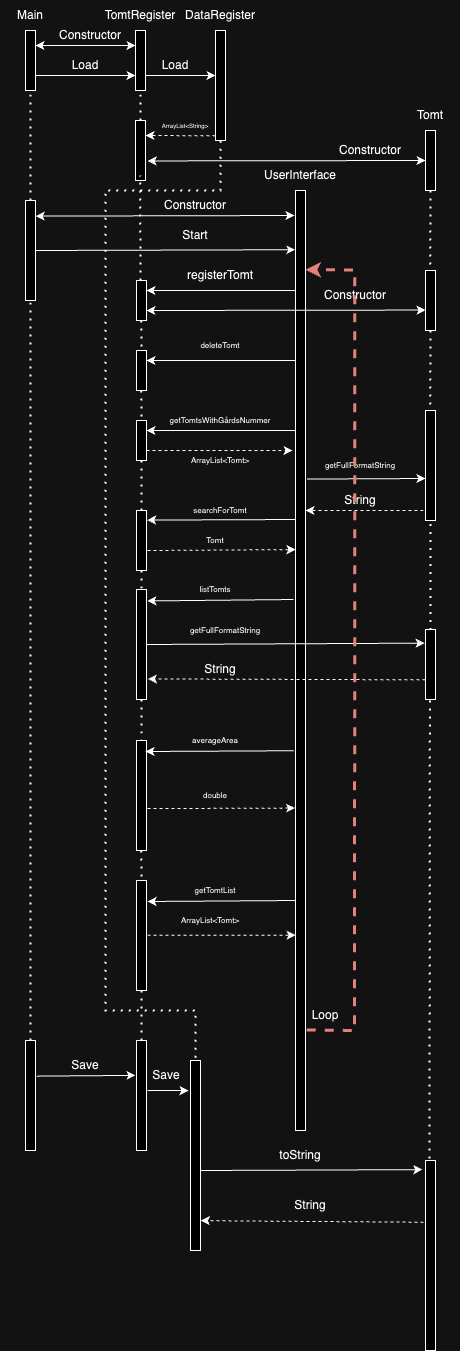 Main
TomtRegister
DataRegister
Constructor
Load
Load
ArrayList<String>
Tomt
Constructor
UserInterface
Constructor
Start
registerTomt
Constructor
deleteTomt
getTomtsWithGårdsNummer
ArrayList<Tomt>
getFullFormatString
String
searchForTomt
Tomt
listTomts
getFullFormatString
String
averageArea
double
getTomtList
ArrayList<Tomt>
Loop
Save
Save
toString
String